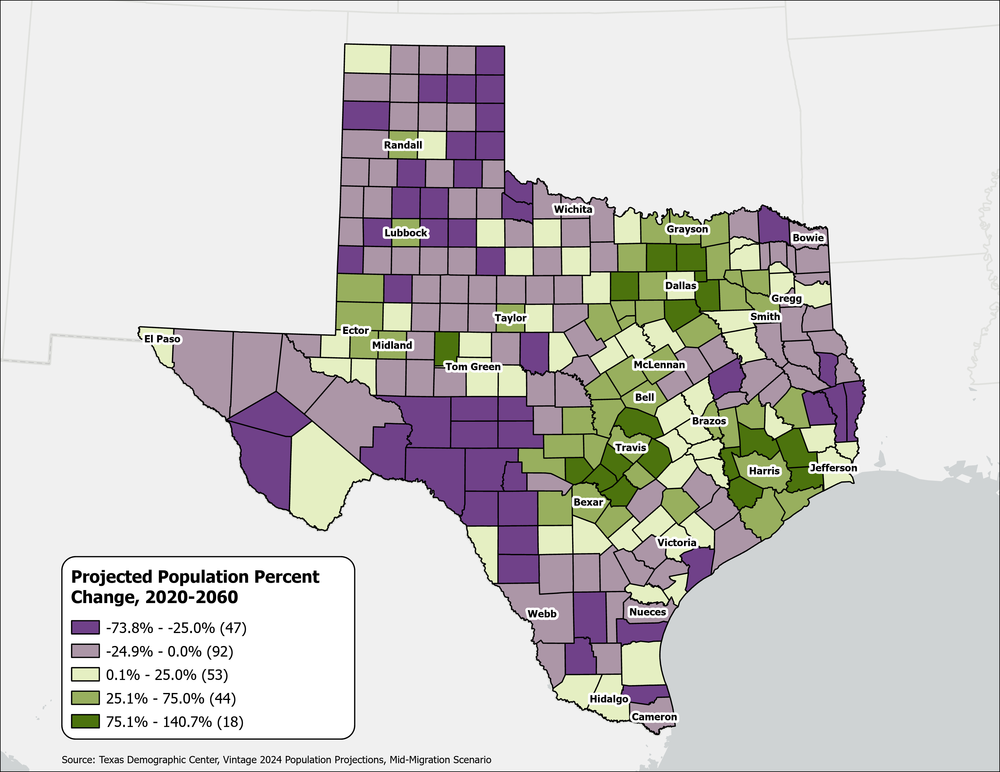 Randall
Wichita
Grayson
Lubbock
Bowie
Dallas
Gregg
Taylor
Smith
Ector
El Paso
Midland
Tom Green
McLennan
Bell
Brazos
Travis
Harris
Jefferson
Bexar
Victoria
Nueces
Webb
Hidalgo
Cameron
Projected Population Percent
Change, 2020-2060
-73.8% - -25.0% (47)
-24.9% - 0.0% (92)
0.1% - 25.0% (53)
25.1% - 75.0% (44)
75.1% - 140.7% (18)
Source: Texas Demographic Center, Vintage 2024 Population Projections, Mid-Migration Scenario